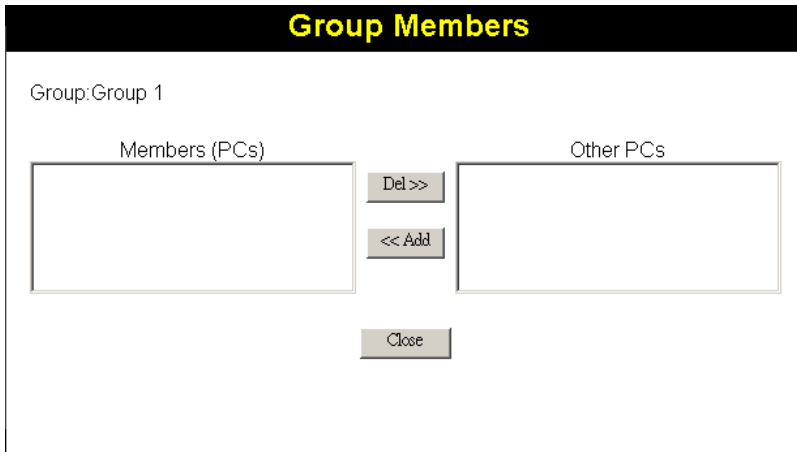 Group Members
Group:Group 1
Members (PCs)
Other PCs
Del >>
<< Add
Close